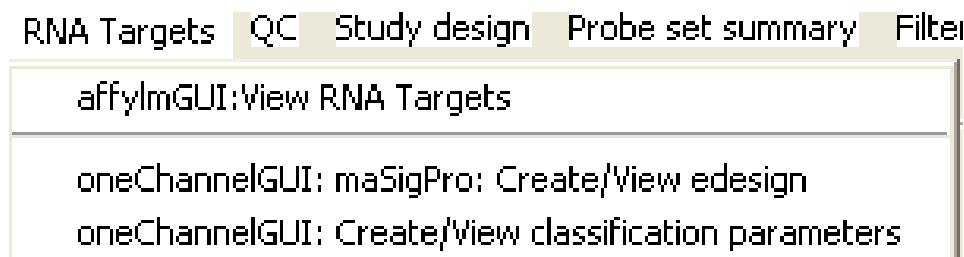 RNA Targets QC Study design Probe set summary Filter
affylmGUI:View RNA Targets
oneChannelGUI: maSigPro: Create/View edesign
oneChannelGUI: Create/View classification parameters